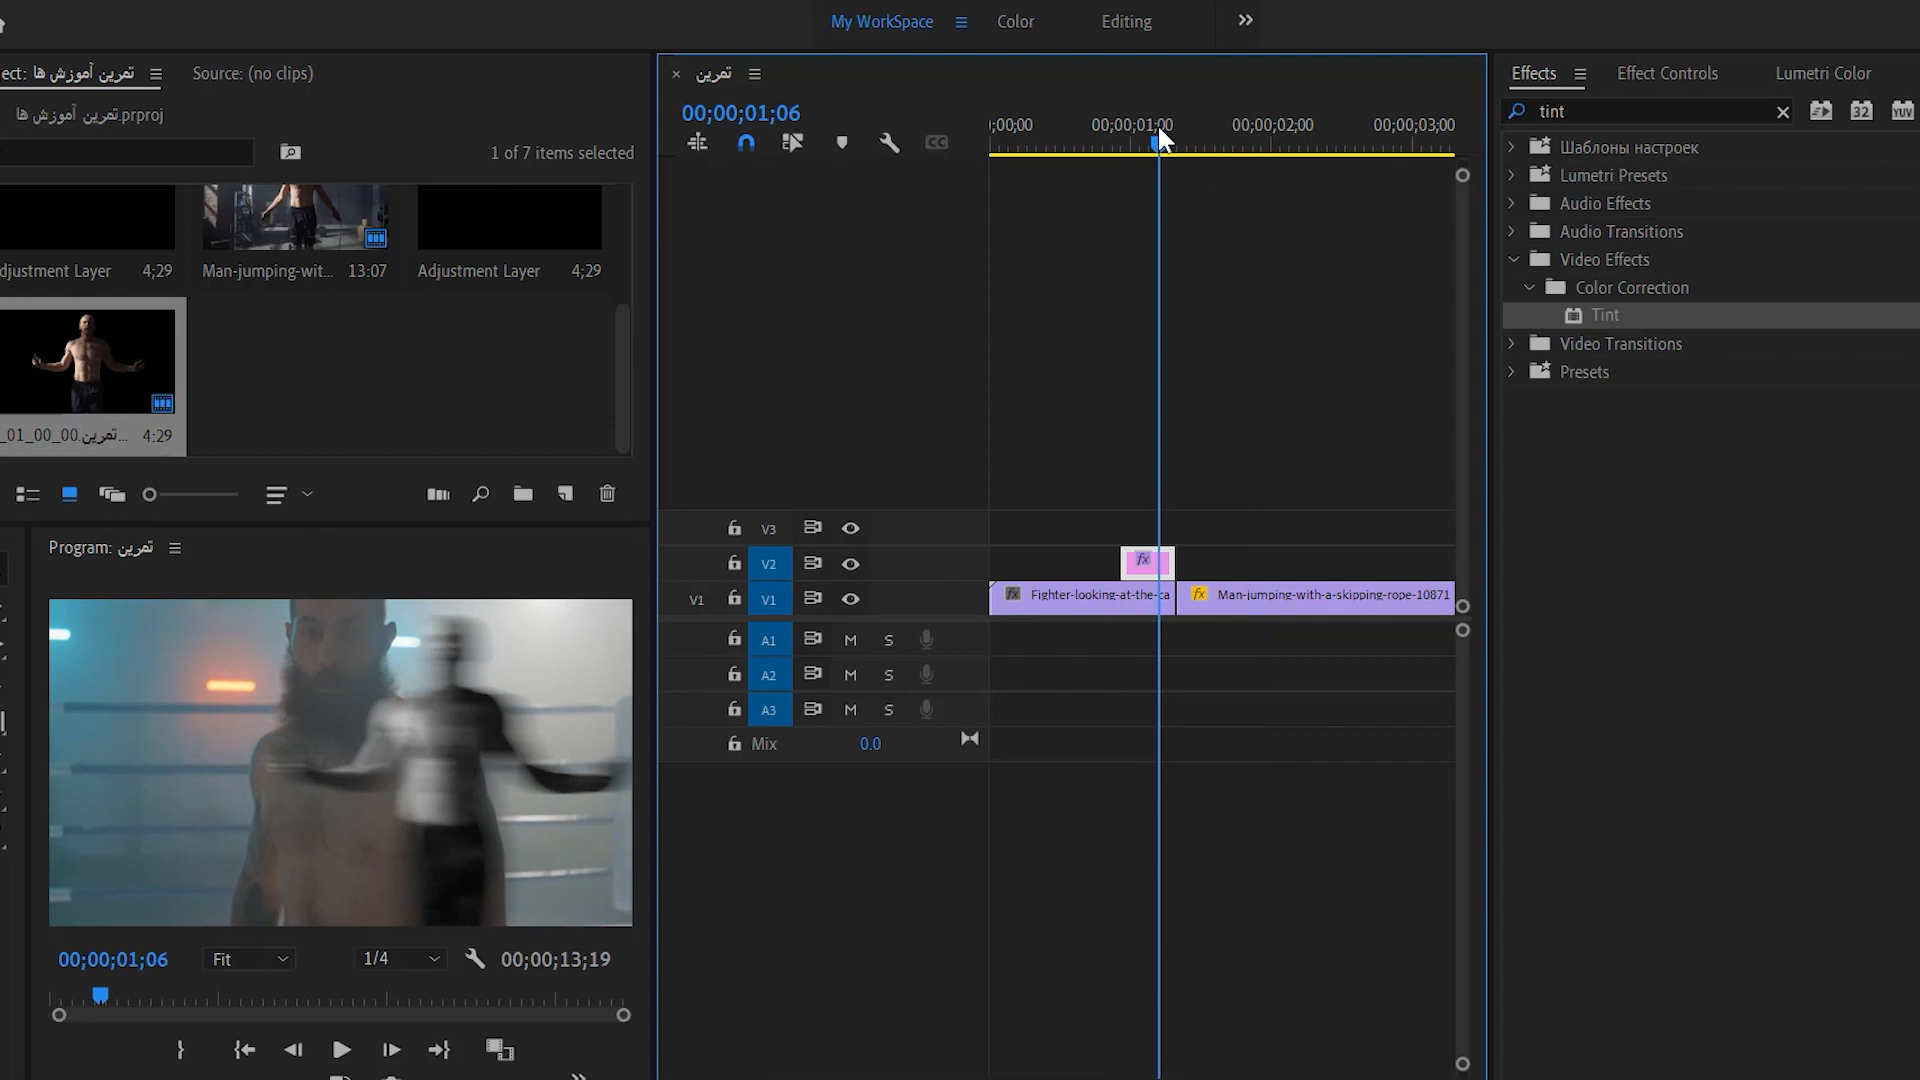 My WorkSpace
Color
Editing
ect: تمرین آموزش ها
Source: (no clips)
تمرین آموزش ها.prproj
1 of 7 items selected
djustment Layer 4;29
Man-jumping-wit... 13:07
Adjustment Layer 4;29
_01_00_00.تمرین... 4:29
Program: تمرین
00;00;01;06
Fit
1/4
00;00;13;19
تمرین
00;00;01;06
;00;00
00;00;01;00
00;00;02;00
00;00;03;00
V3
V2
V1 V1
fx
fx Fighter-looking-at-the-ca
fx Man-jumping-with-a-skipping-rope-10871
A1 M S
A2 M S
A3 M S
Mix 0.0
Effects
Effect Controls
Lumetri Color
tint
32
YUV
Шаблоны настроек
Lumetri Presets
Audio Effects
Audio Transitions
Video Effects
Color Correction
Tint
Video Transitions
Presets